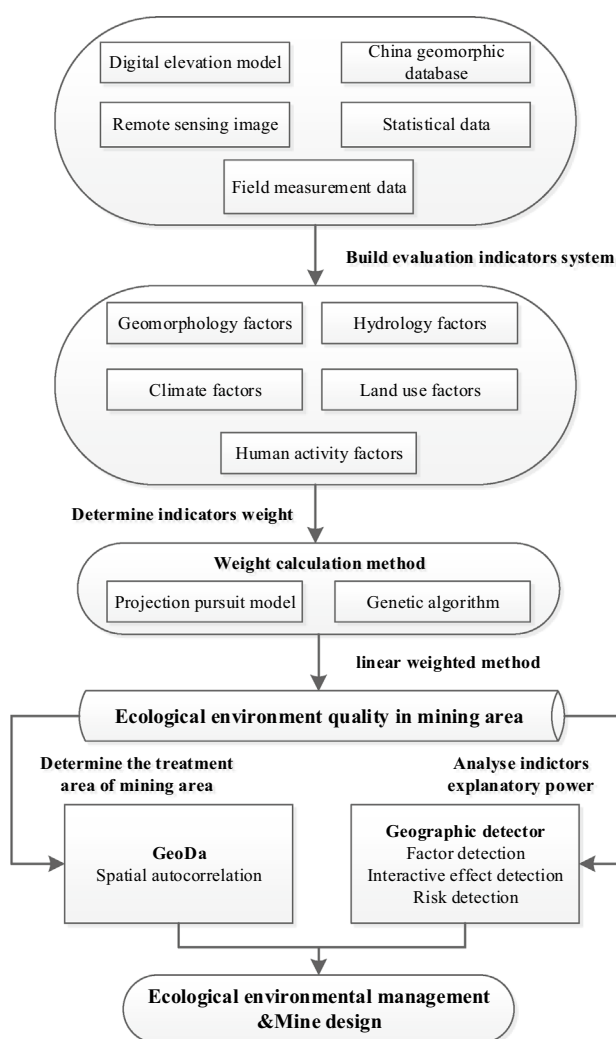 Digital elevation model
China geomorphic
database
Remote sensing image
Statistical data
Field measurement data
Build evaluation indicators system
Geomorphology factors
Hydrology factors
Climate factors
Land use factors
Human activity factors
Determine indicators weight
Weight calculation method
Projection pursuit model
Genetic algorithm
linear weighted method
Ecological environment quality in mining area
Determine the treatment
area of mining area
Analyse indictors
explanatory power
GeoDa
Spatial autocorrelation
Geographic detector
Factor detection
Interactive effect detection
Risk detection
Ecological environmental management
&Mine design